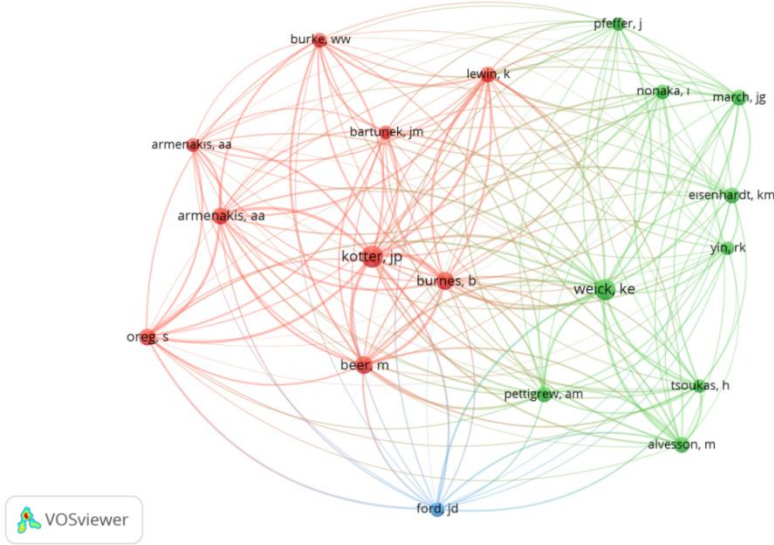 pfeffer, j
burke, ww
lewin, k
nonaka, ı
march, jg
bartunek, jm
armenakis, aa
eisenhardt, km
armenakis, aa
yin, rk
kotter, jp
burnes, b
weick, ke
oreg, s
beer, m
tsoukas, h
pettigrew, am
alvesson, m
ford, jd
VOSviewer